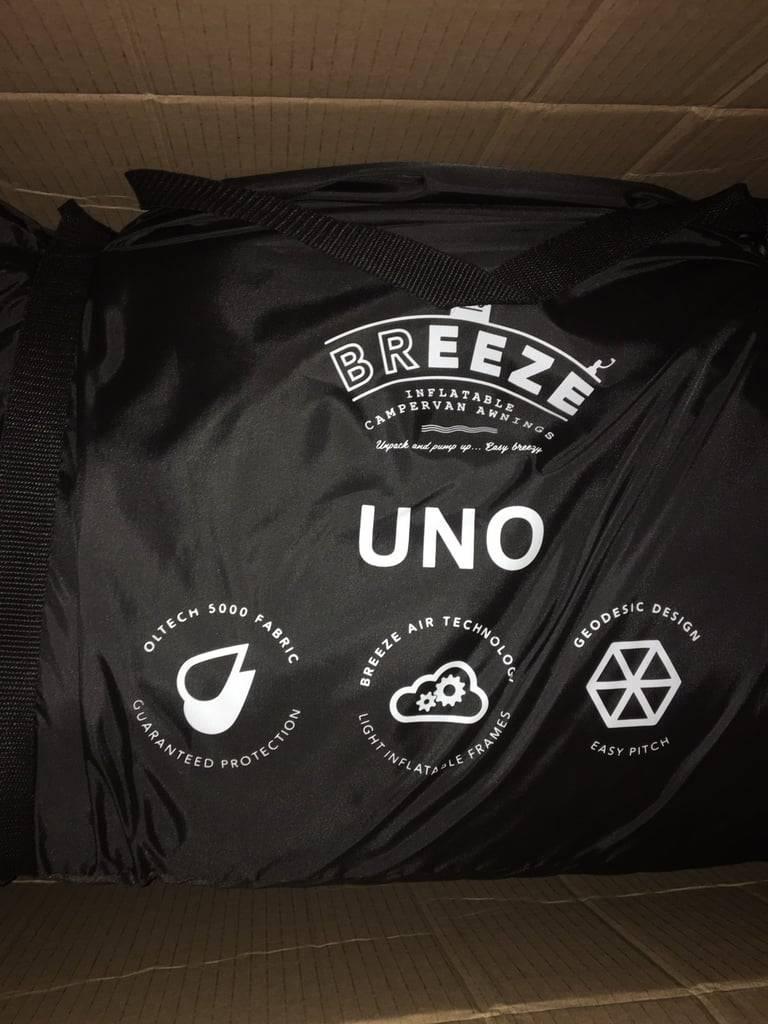 BREEZE
INFLATABLE
CAMPERVAN AWNINGS
Unpack and pump up... Easy breezy
UNO
OLTECH 5000 FABRIC
GUARANTEED PROTECTION
BREEZE AIR TECHNOLOGY
LIGHT INFLATABLE FRAMES
GEODESIC DESIGN
EASY PITCH